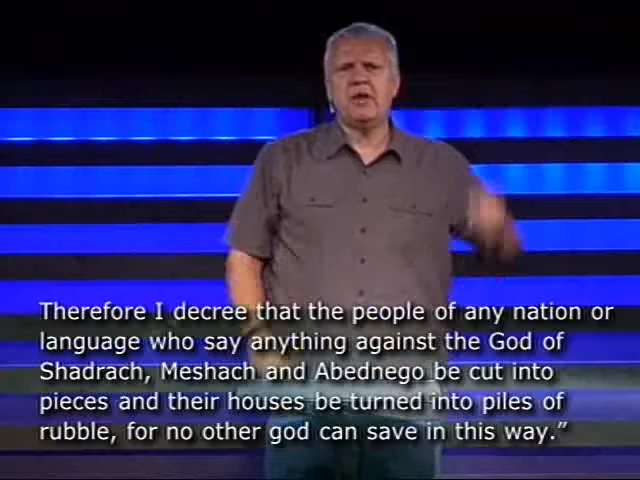 Therefore I decree that the people of any nation or
language who say anything against the God of
Shadrach, Meshach and Abednego be cut into
pieces and their houses be turned into piles of
rubble, for no other god can save in this way.”